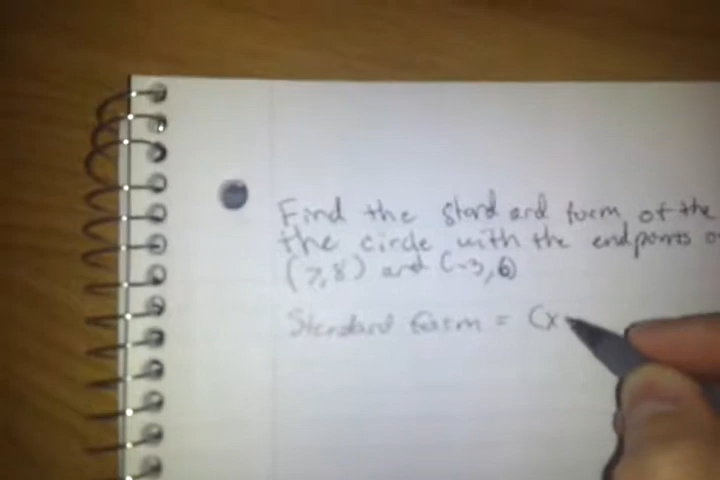 Find the standard form of the
the circle with the endpoints o
(7,8) and (-3,6)
Standard form = (x